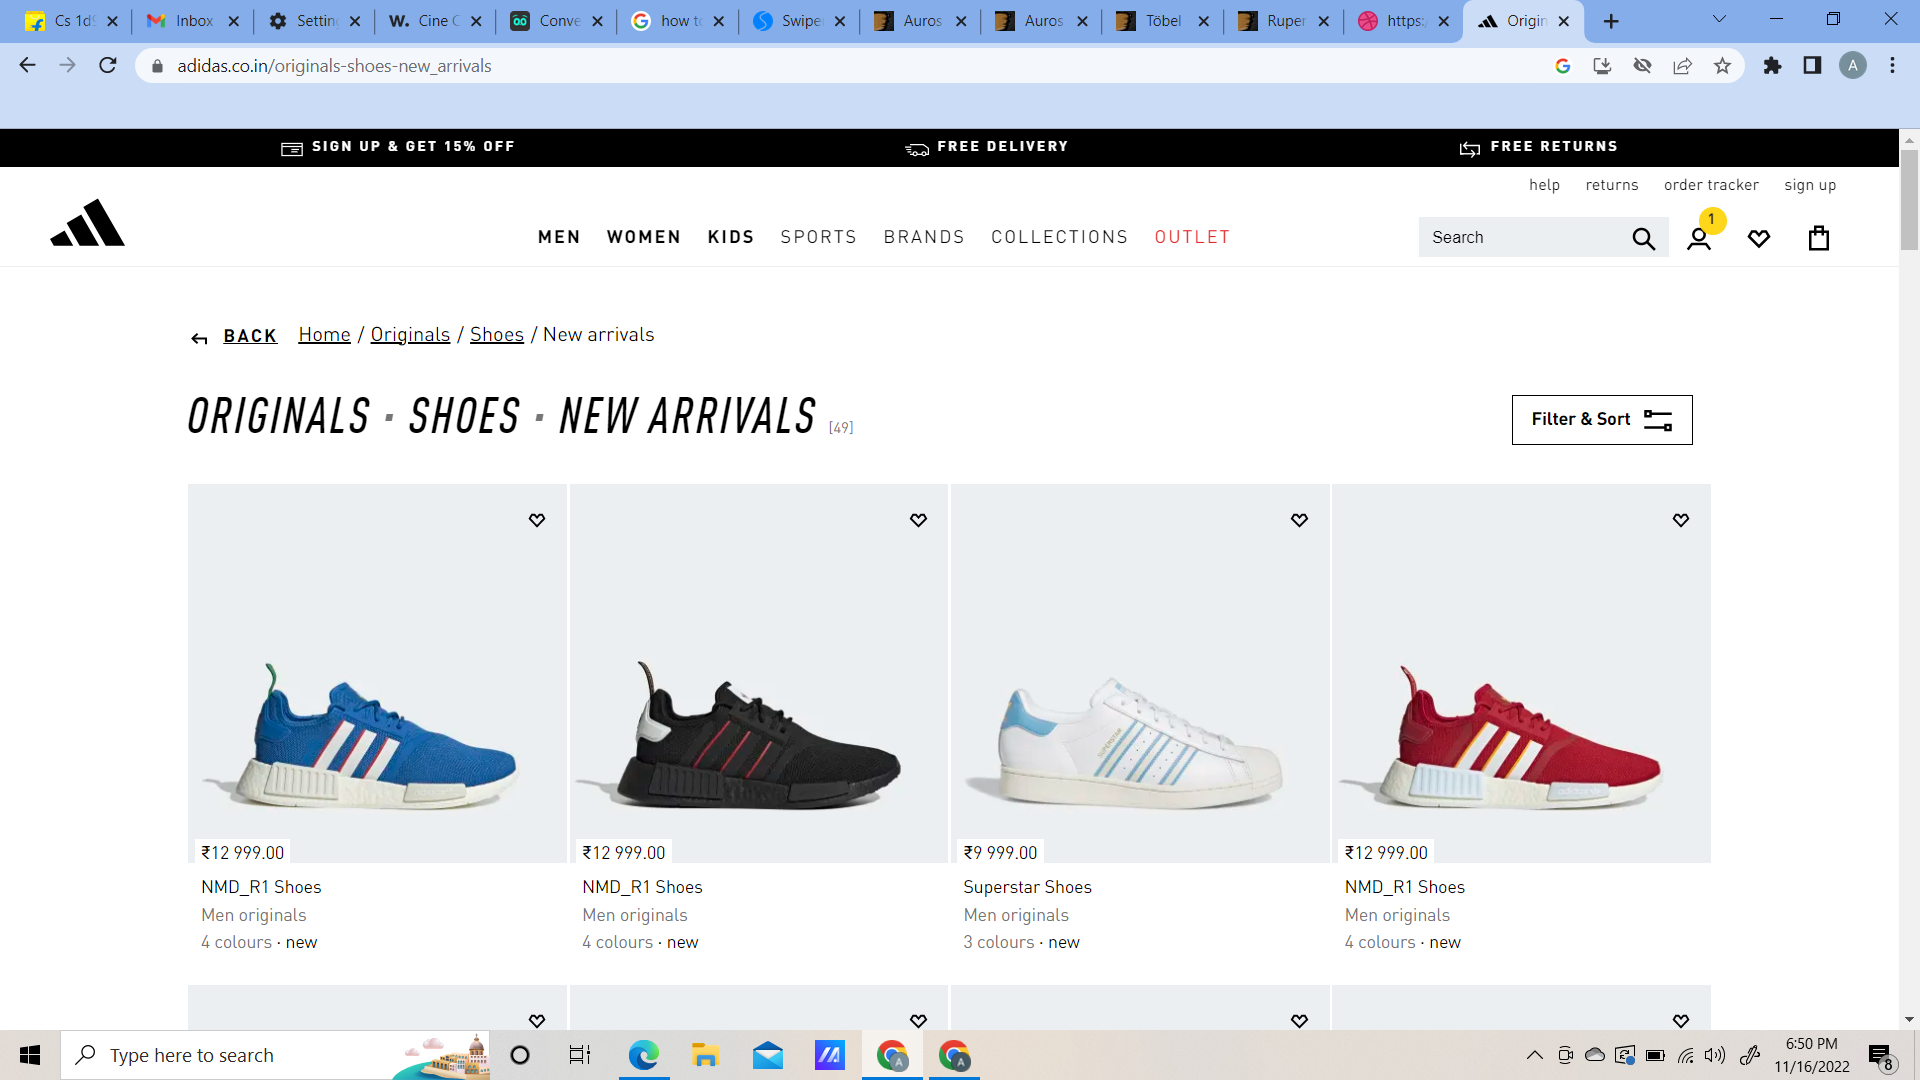 Cs 1d9
Inbox
Settin
Cine C
Conve
how to
Swipe
Auros
Auros
Töbel
Ruper
https:
Origin
adidas.co.in/originals-shoes-new_arrivals
A
SIGN UP & GET 15% OFF
FREE DELIVERY
FREE RETURNS
help
returns
order tracker
sign up
MEN
WOMEN
KIDS
SPORTS
BRANDS
COLLECTIONS
OUTLET
Search
1
BACK
Home / Originals / Shoes / New arrivals
ORIGINALS · SHOES · NEW ARRIVALS [49]
Filter & Sort
₹12 999.00
NMD_R1 Shoes
Men originals
4 colours · new
₹12 999.00
NMD_R1 Shoes
Men originals
4 colours · new
SUPERSTAR
₹9 999.00
Superstar Shoes
Men originals
3 colours · new
₹12 999.00
NMD_R1 Shoes
Men originals
4 colours · new
Type here to search
6:50 PM
11/16/2022
8